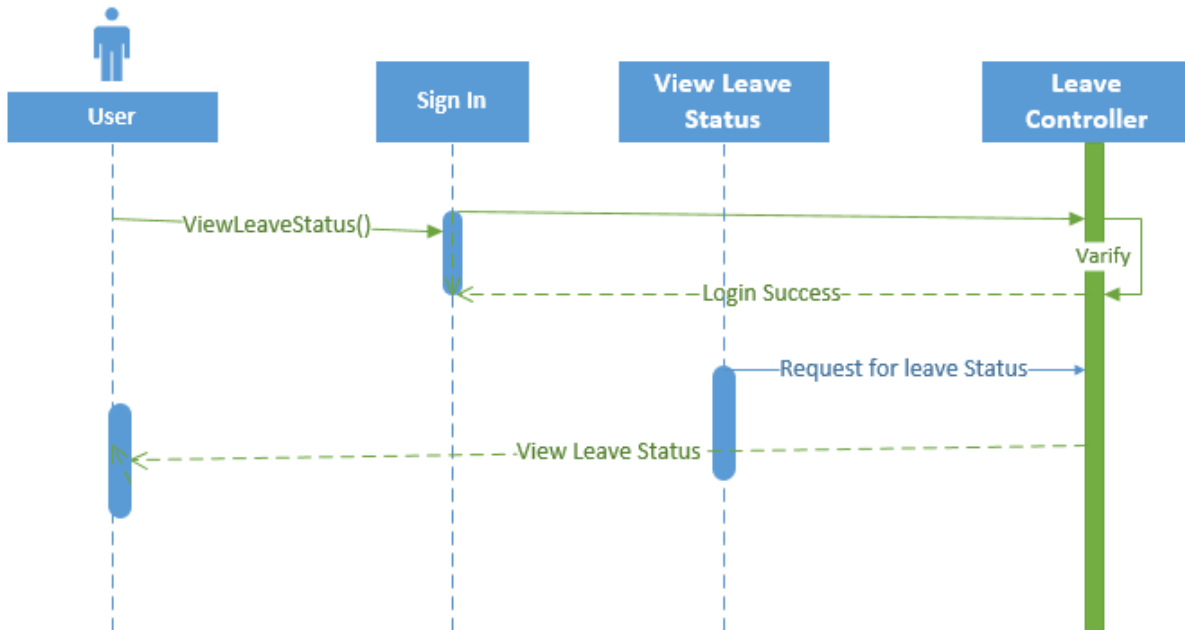 User
Sign In
View Leave
Status
Leave
Controller
ViewLeaveStatus()
Varify
Login Success
Request for leave Status
View Leave Status